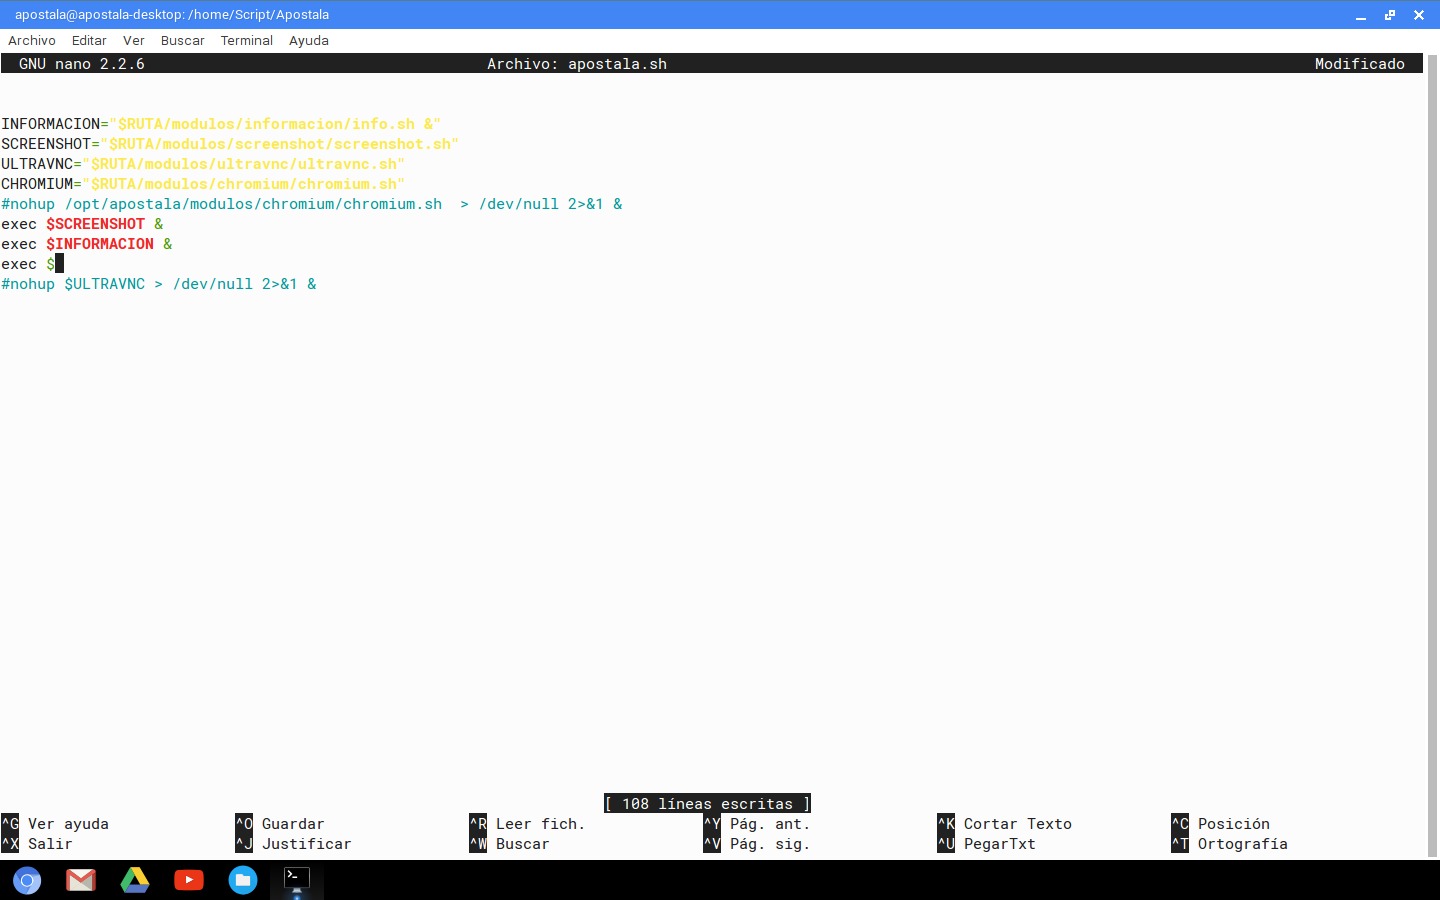 apostala@apostala-desktop: /home/Script/Apostala
Archivo Editar Ver Buscar Terminal Ayuda
GNU nano 2.2.6 Archivo: apostala.sh Modificado
INFORMACION="$RUTA/modulos/informacion/info.sh &"
SCREENSHOT="$RUTA/modulos/screenshot/screenshot.sh"
ULTRAVNC="$RUTA/modulos/ultravnc/ultravnc.sh"
CHROMIUM="$RUTA/modulos/chromium/chromium.sh"
#nohup /opt/apostala/modulos/chromium/chromium.sh  > /dev/null 2>&1 &
exec $SCREENSHOT &
exec $INFORMACION &
exec $
#nohup $ULTRAVNC > /dev/null 2>&1 &
[ 108 líneas escritas ]
^G Ver ayuda ^O Guardar ^R Leer fich. ^Y Pág. ant. ^K Cortar Texto ^C Posición
^X Salir ^J Justificar ^W Buscar ^V Pág. sig. ^U PegarTxt ^T Ortografía